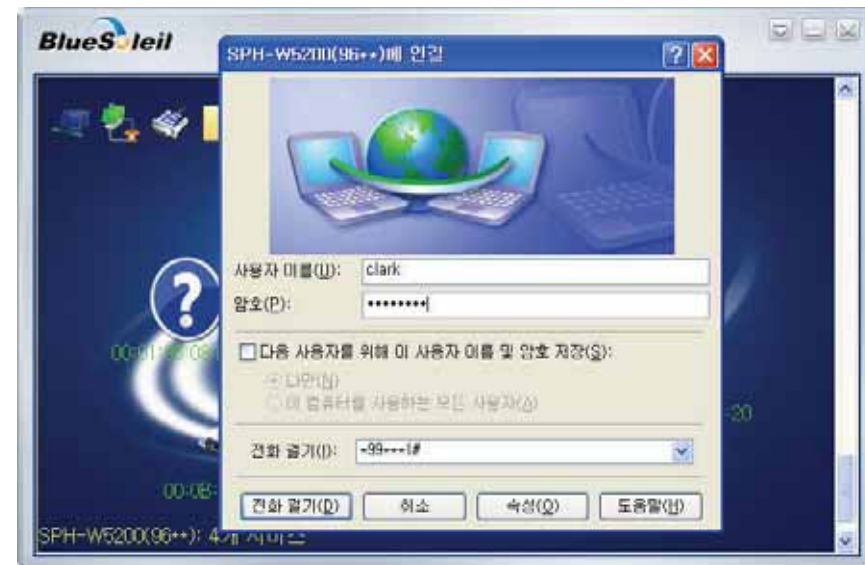 BlueSoleil
SPH-W5200(96**)에 연결
사용자 이름(U): clark
암호(P): ••••••••
다음 사용자를 위해 이 사용자 이름 및 암호 저장(S):
나만(N)
이 컴퓨터를 사용하는 모든 사용자(A)
전화 걸기(I): *99***1#
전화 걸기(D) 취소 속성(O) 도움말(H)
SPH-W5200(96**): 4개 서비스